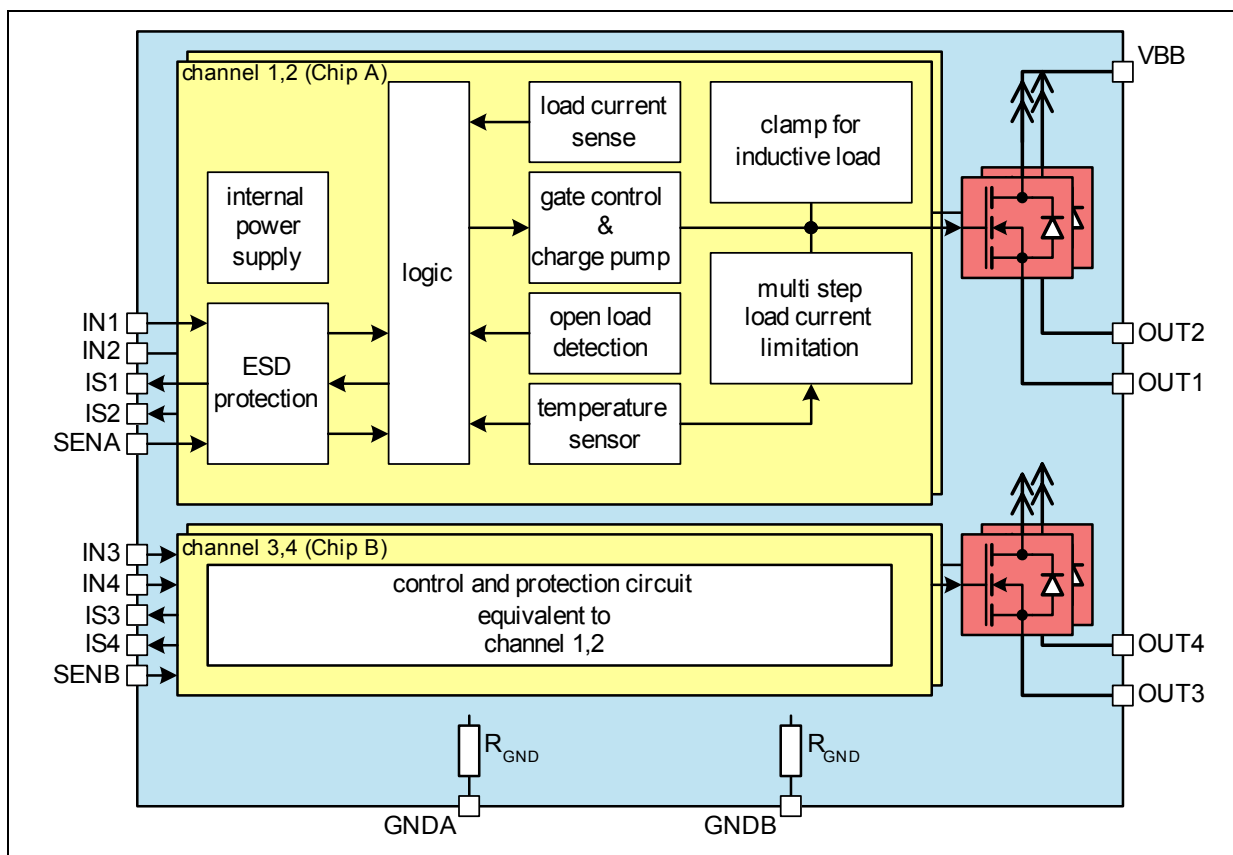 VBB
channel 1,2 (Chip A)
load current
sense
clamp for
inductive load
internal
power
supply
gate control
&
charge pump
logic
multi step
load current
limitation
open load
detection
ESD
protection
temperature
sensor
IN1
IN2
IS1
IS2
SENA
OUT2
OUT1
channel 3,4 (Chip B)
control and protection circuit
equivalent to
channel 1,2
IN3
IN4
IS3
IS4
SENB
OUT4
OUT3
RGND
RGND
GNDA
GNDB